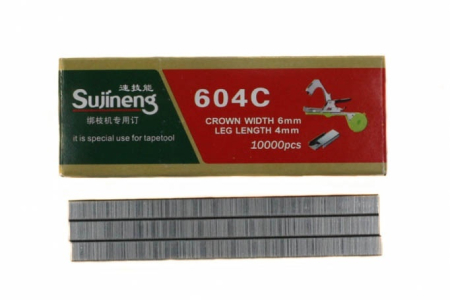 速技能
Sujineng
绑枝机专用订
it is special use for tapetool
604C
CROWN WIDTH 6mm
LEG LENGTH 4mm
10000pcs